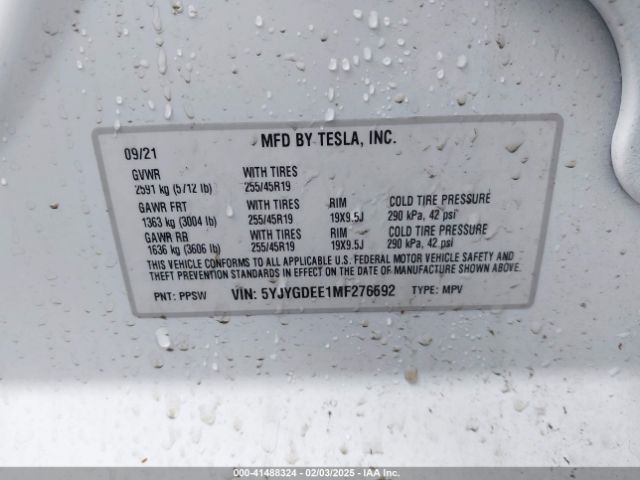 MFD BY TESLA, INC.
09/21
GVWR WITH TIRES
2591 kg (5712 lb) 255/45R19
GAWR FRT WITH TIRES RIM COLD TIRE PRESSURE
1363 kg (3004 lb) 255/45R19 19X9.5J 290 kPa, 42 psi
GAWR RR WITH TIRES RIM COLD TIRE PRESSURE
1636 kg (3606 lb) 255/45R19 19X9.5J 290 kPa, 42 psi
THIS VEHICLE CONFORMS TO ALL APPLICABLE U.S. FEDERAL MOTOR VEHICLE SAFETY AND
THEFT PREVENTION STANDARDS IN EFFECT ON THE DATE OF MANUFACTURE SHOWN ABOVE.
PNT: PPSW VIN: 5YJYGDEE1MF276692 TYPE: MPV
000-41488324 — 02/03/2025 — IAA Inc.